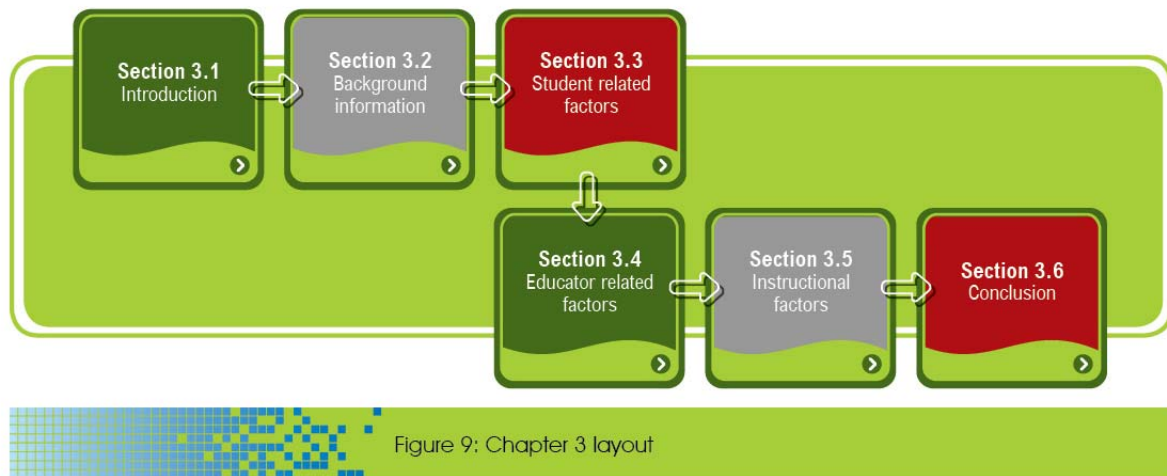 Section 3.1
Introduction
Section 3.2
Background
information
Section 3.3
Student related
factors
Section 3.4
Educator related
factors
Section 3.5
Instructional
factors
Section 3.6
Conclusion
Figure 9: Chapter 3 layout